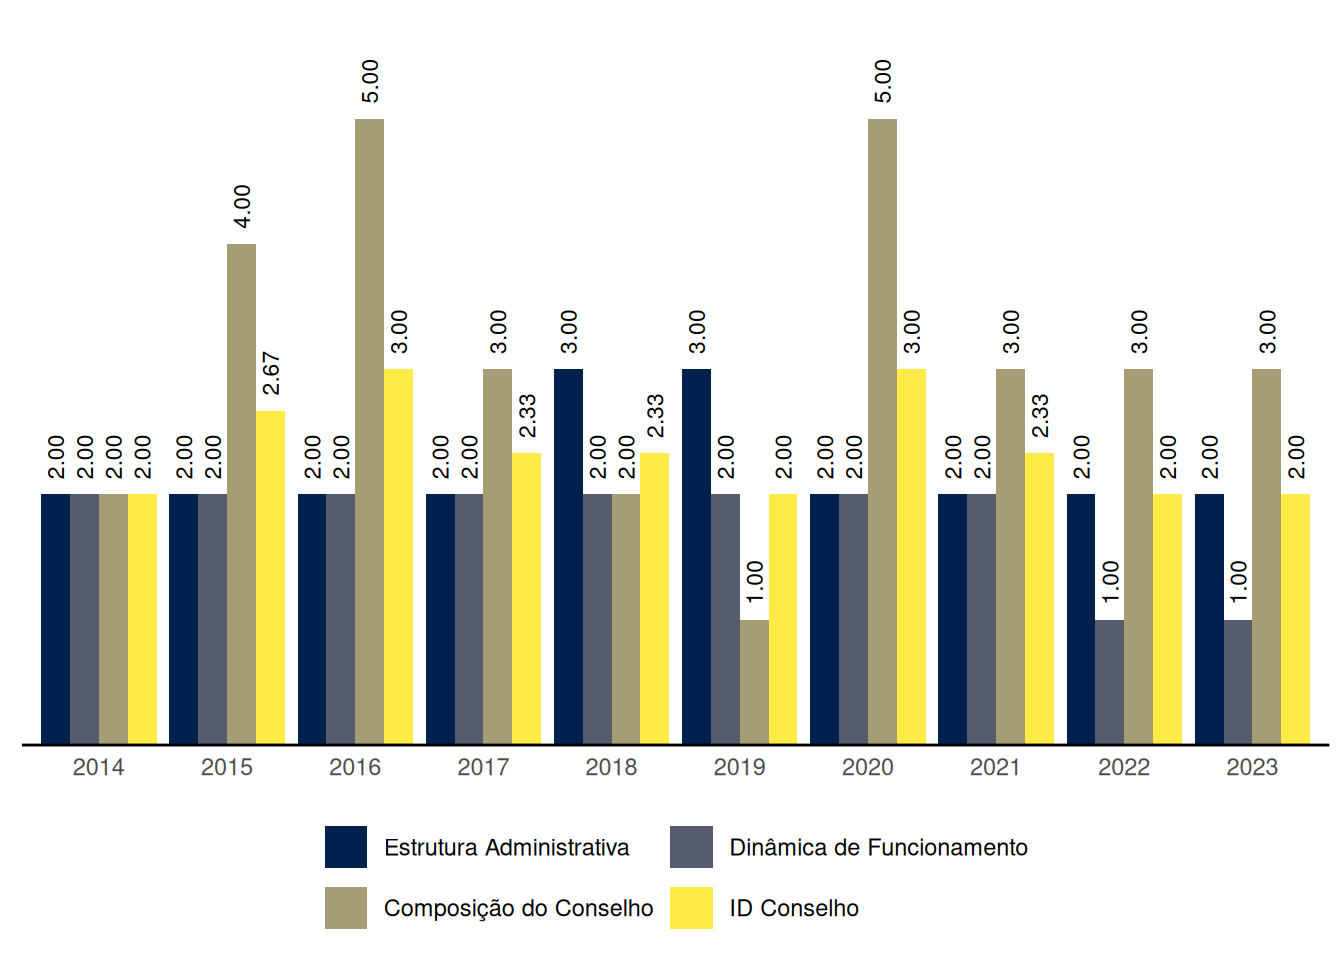 5.00 5.00
4.00
3.00 3.00 3.00 3.00 3.00 3.00 3.00 3.00
2.67
2.33 2.33 2.33
2.00 2.00 2.00 2.00 2.00 2.00 2.00 2.00 2.00 2.00 2.00 2.00 2.00 2.00 2.00 2.00 2.00 2.00 2.00 2.00 2.00 2.00 2.00
1.00 1.00 1.00
2014 2015 2016 2017 2018 2019 2020 2021 2022 2023
Estrutura Administrativa Dinâmica de Funcionamento
Composição do Conselho ID Conselho